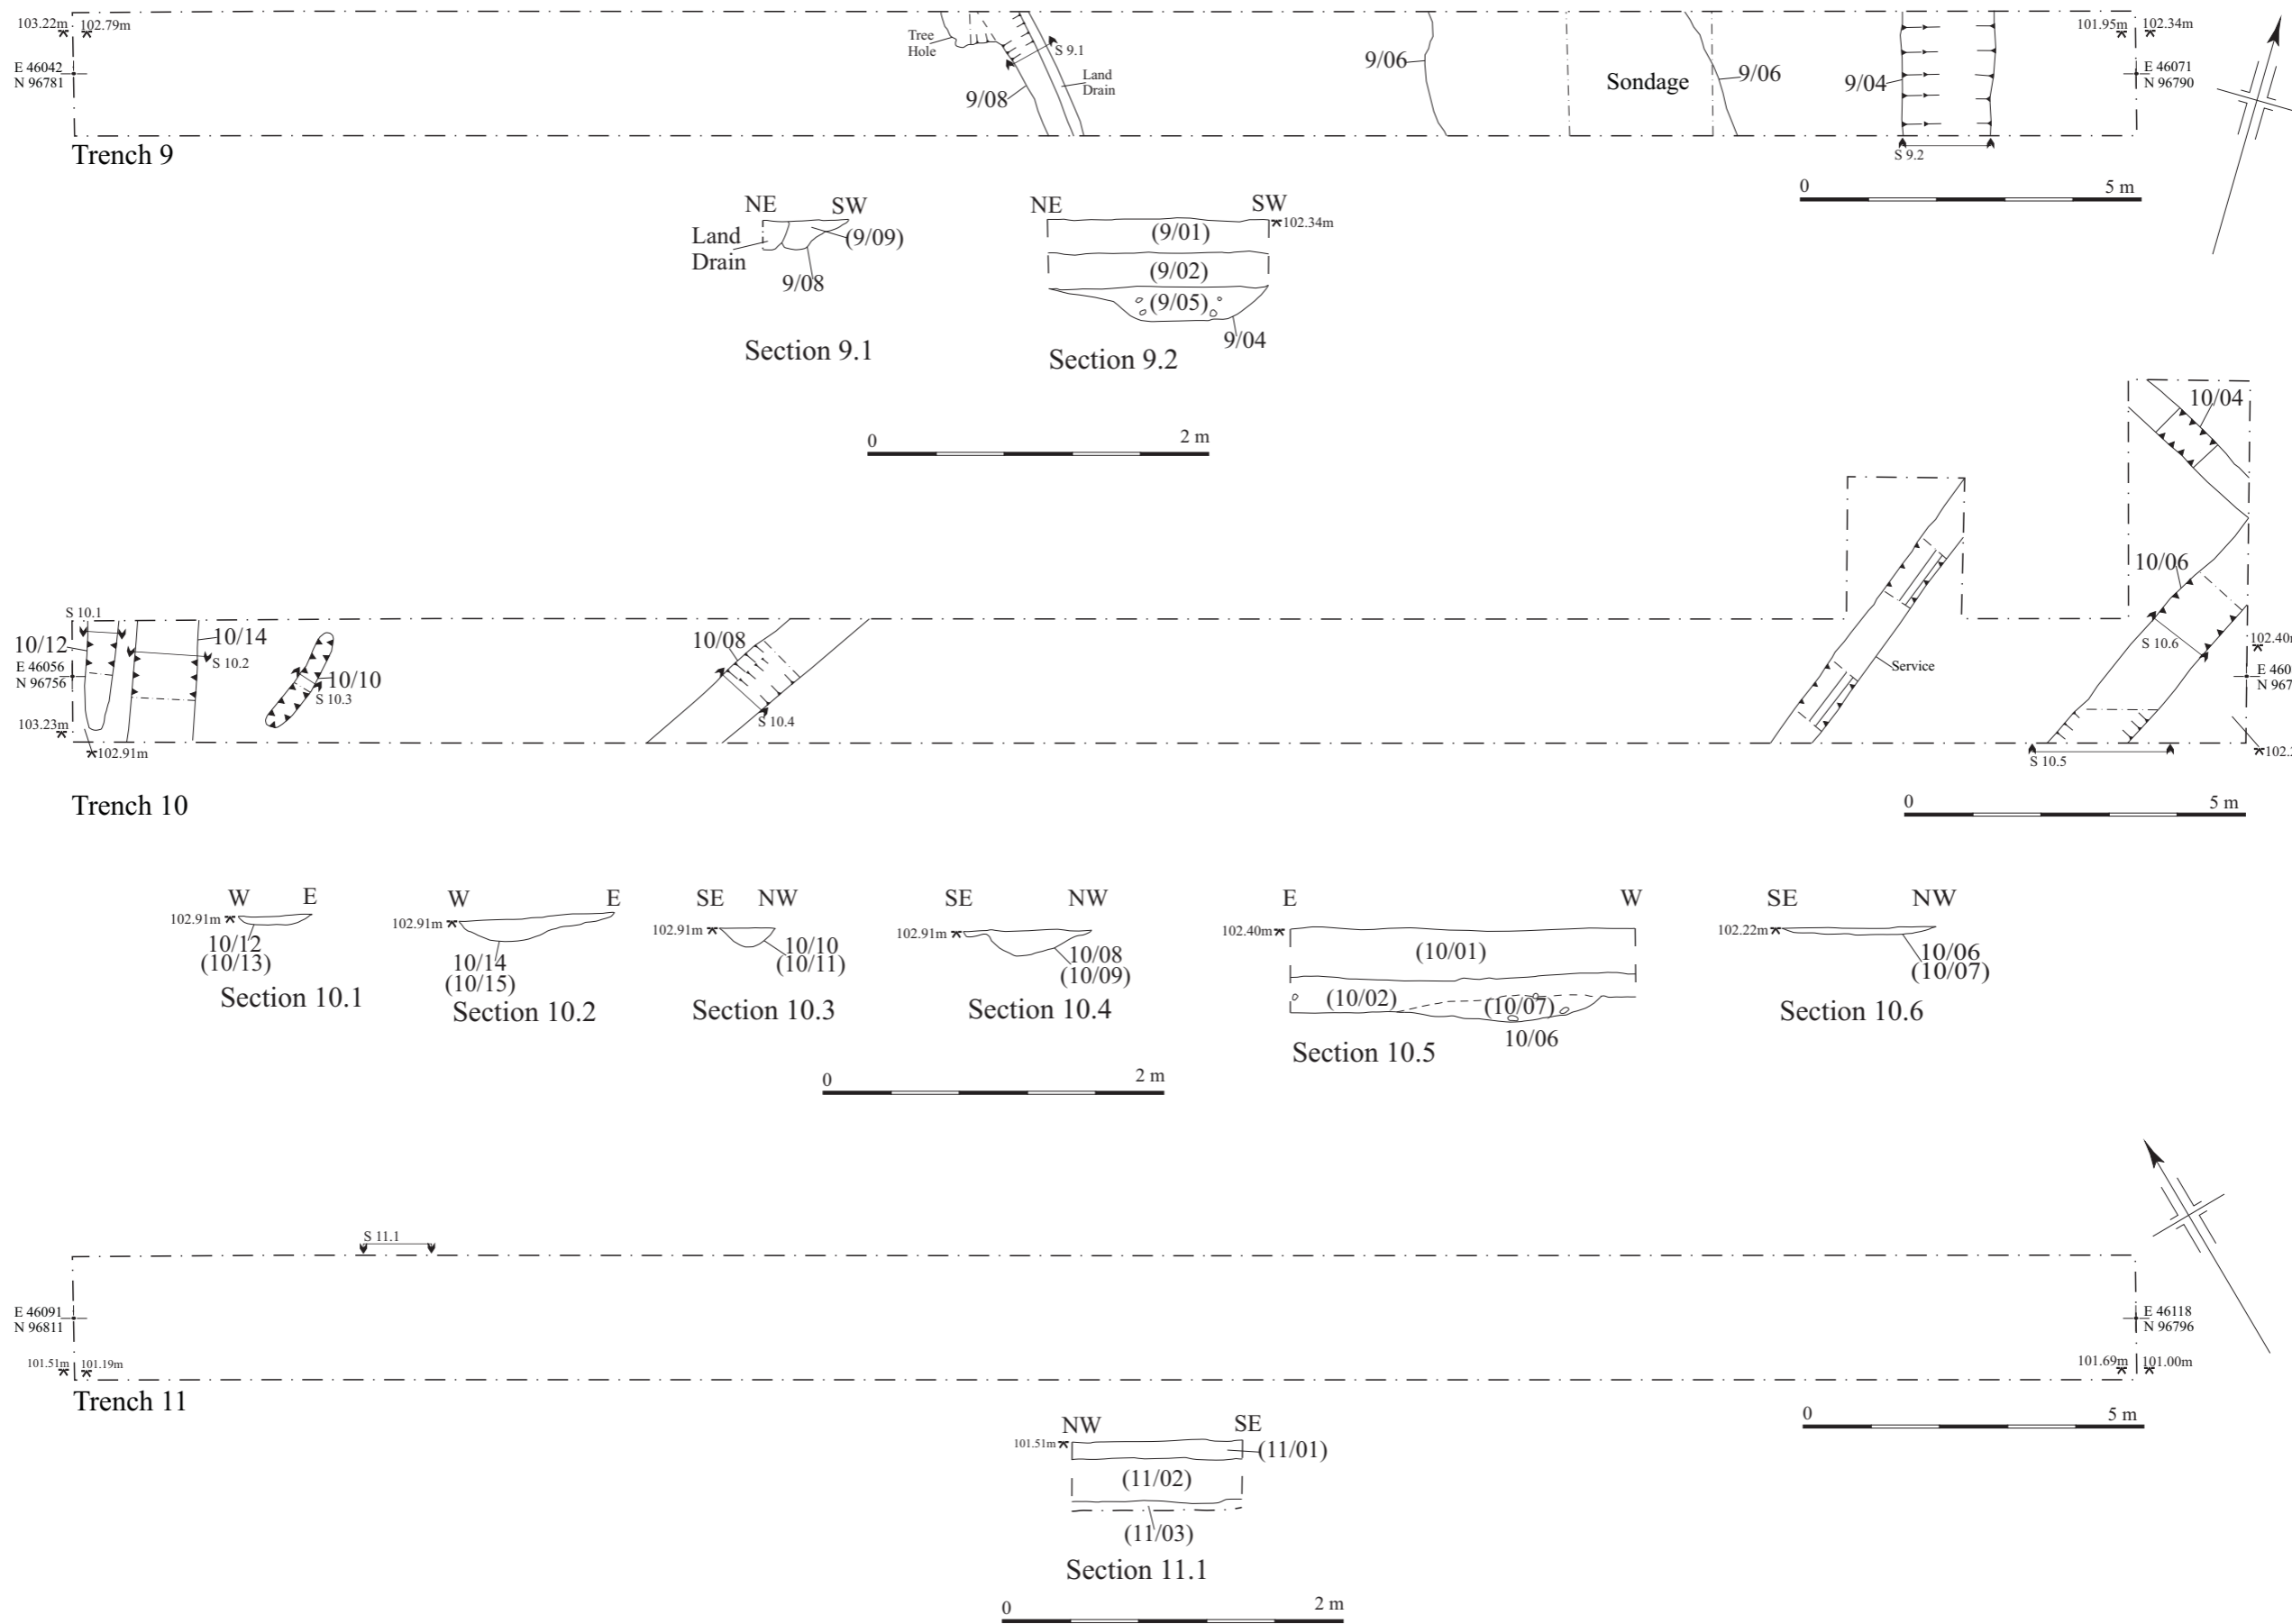 103.22m 102.79m
E 46042
N 96781
Tree
Hole
S 9.1
Land
Drain
9/08
9/06
Sondage
9/06
9/04
101.95m 102.34m
E 46071
N 96790
S 9.2
Trench 9
0 5 m
NE SW
Land
Drain
(9/09)
9/08
Section 9.1
NE SW
102.34m
(9/01)
(9/02)
(9/05)
9/04
Section 9.2
0 2 m
10/04
10/06
S 10.1
10/12
E 46056
N 96756
103.23m
102.91m
10/14
S 10.2
10/10
S 10.3
10/08
S 10.4
Service
S 10.6
S 10.5
Trench 10
0 5 m
W E
102.91m
10/12
(10/13)
Section 10.1
W E
102.91m
10/14
(10/15)
Section 10.2
SE NW
102.91m
10/10
(10/11)
Section 10.3
SE NW
102.91m
10/08
(10/09)
Section 10.4
E W
102.40m
(10/01)
(10/02)
(10/07)
10/06
Section 10.5
SE NW
102.22m
10/06
(10/07)
Section 10.6
0 2 m
S 11.1
E 46091
N 96811
101.51m 101.19m
E 46118
N 96796
101.69m 101.00m
Trench 11
0 5 m
NW SE
101.51m
(11/01)
(11/02)
(11/03)
Section 11.1
0 2 m